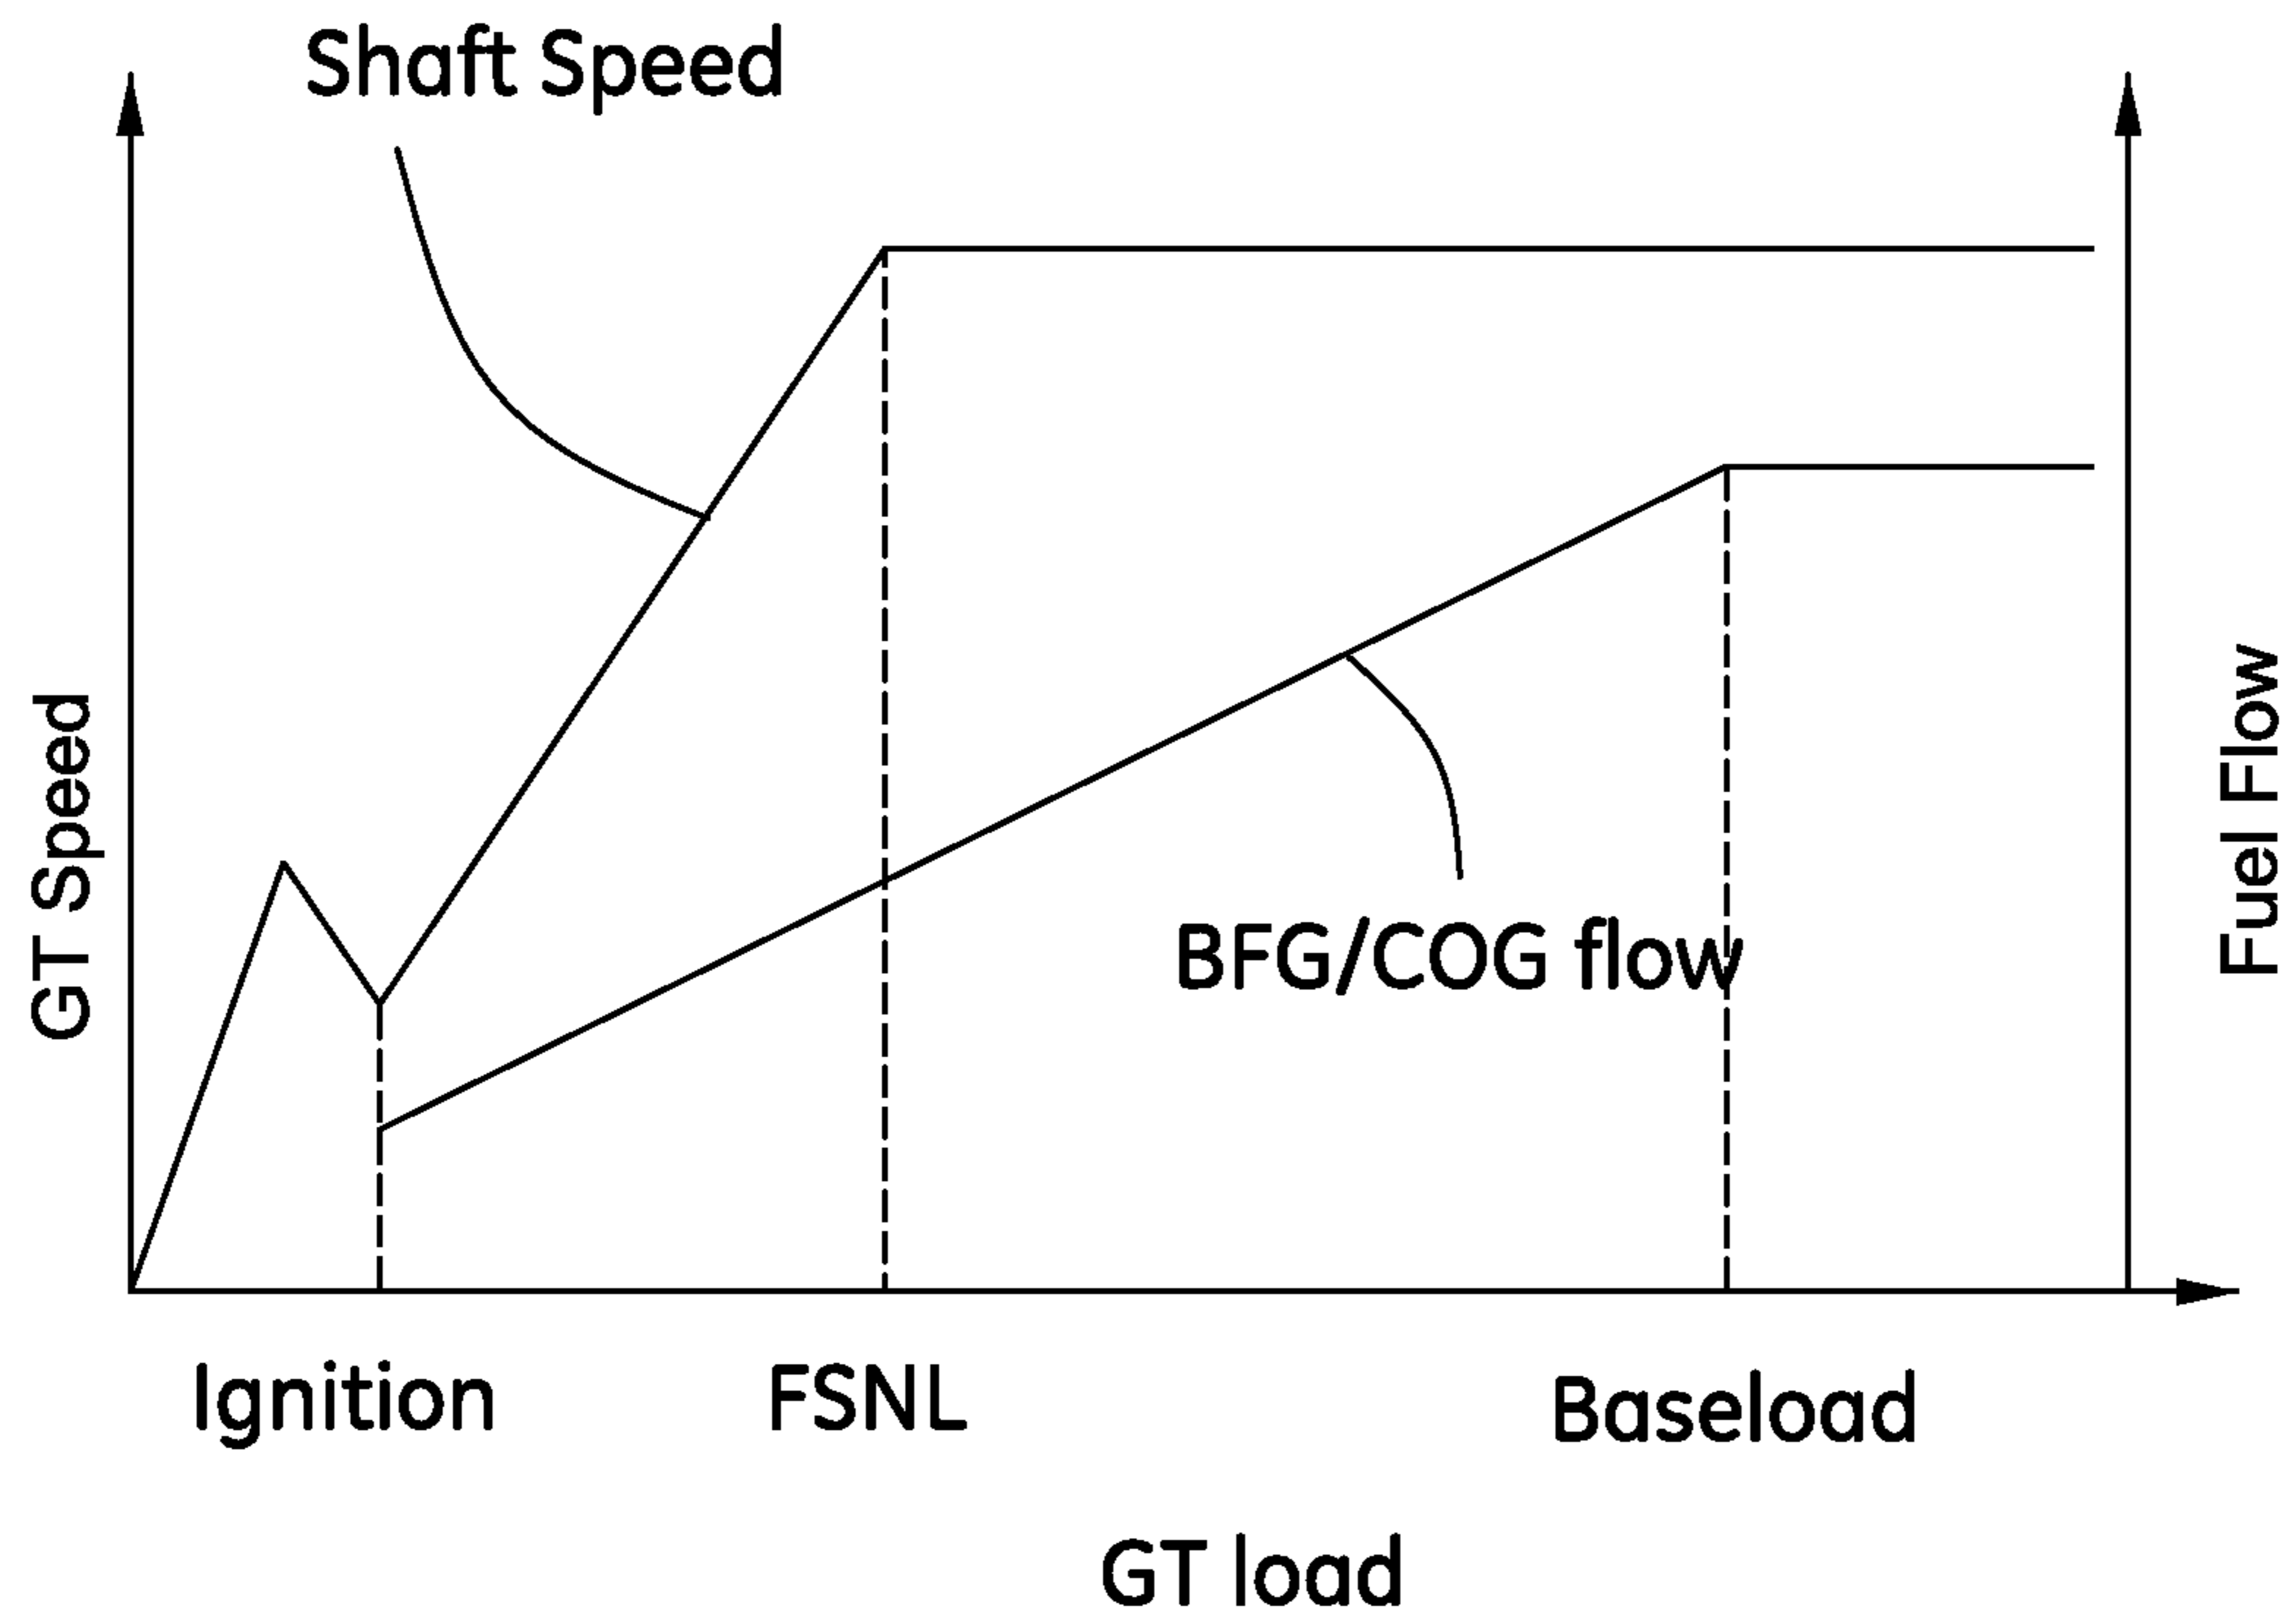 Shaft Speed
GT Speed
Fuel Flow
BFG/COG flow
Ignition
FSNL
Baseload
GT load